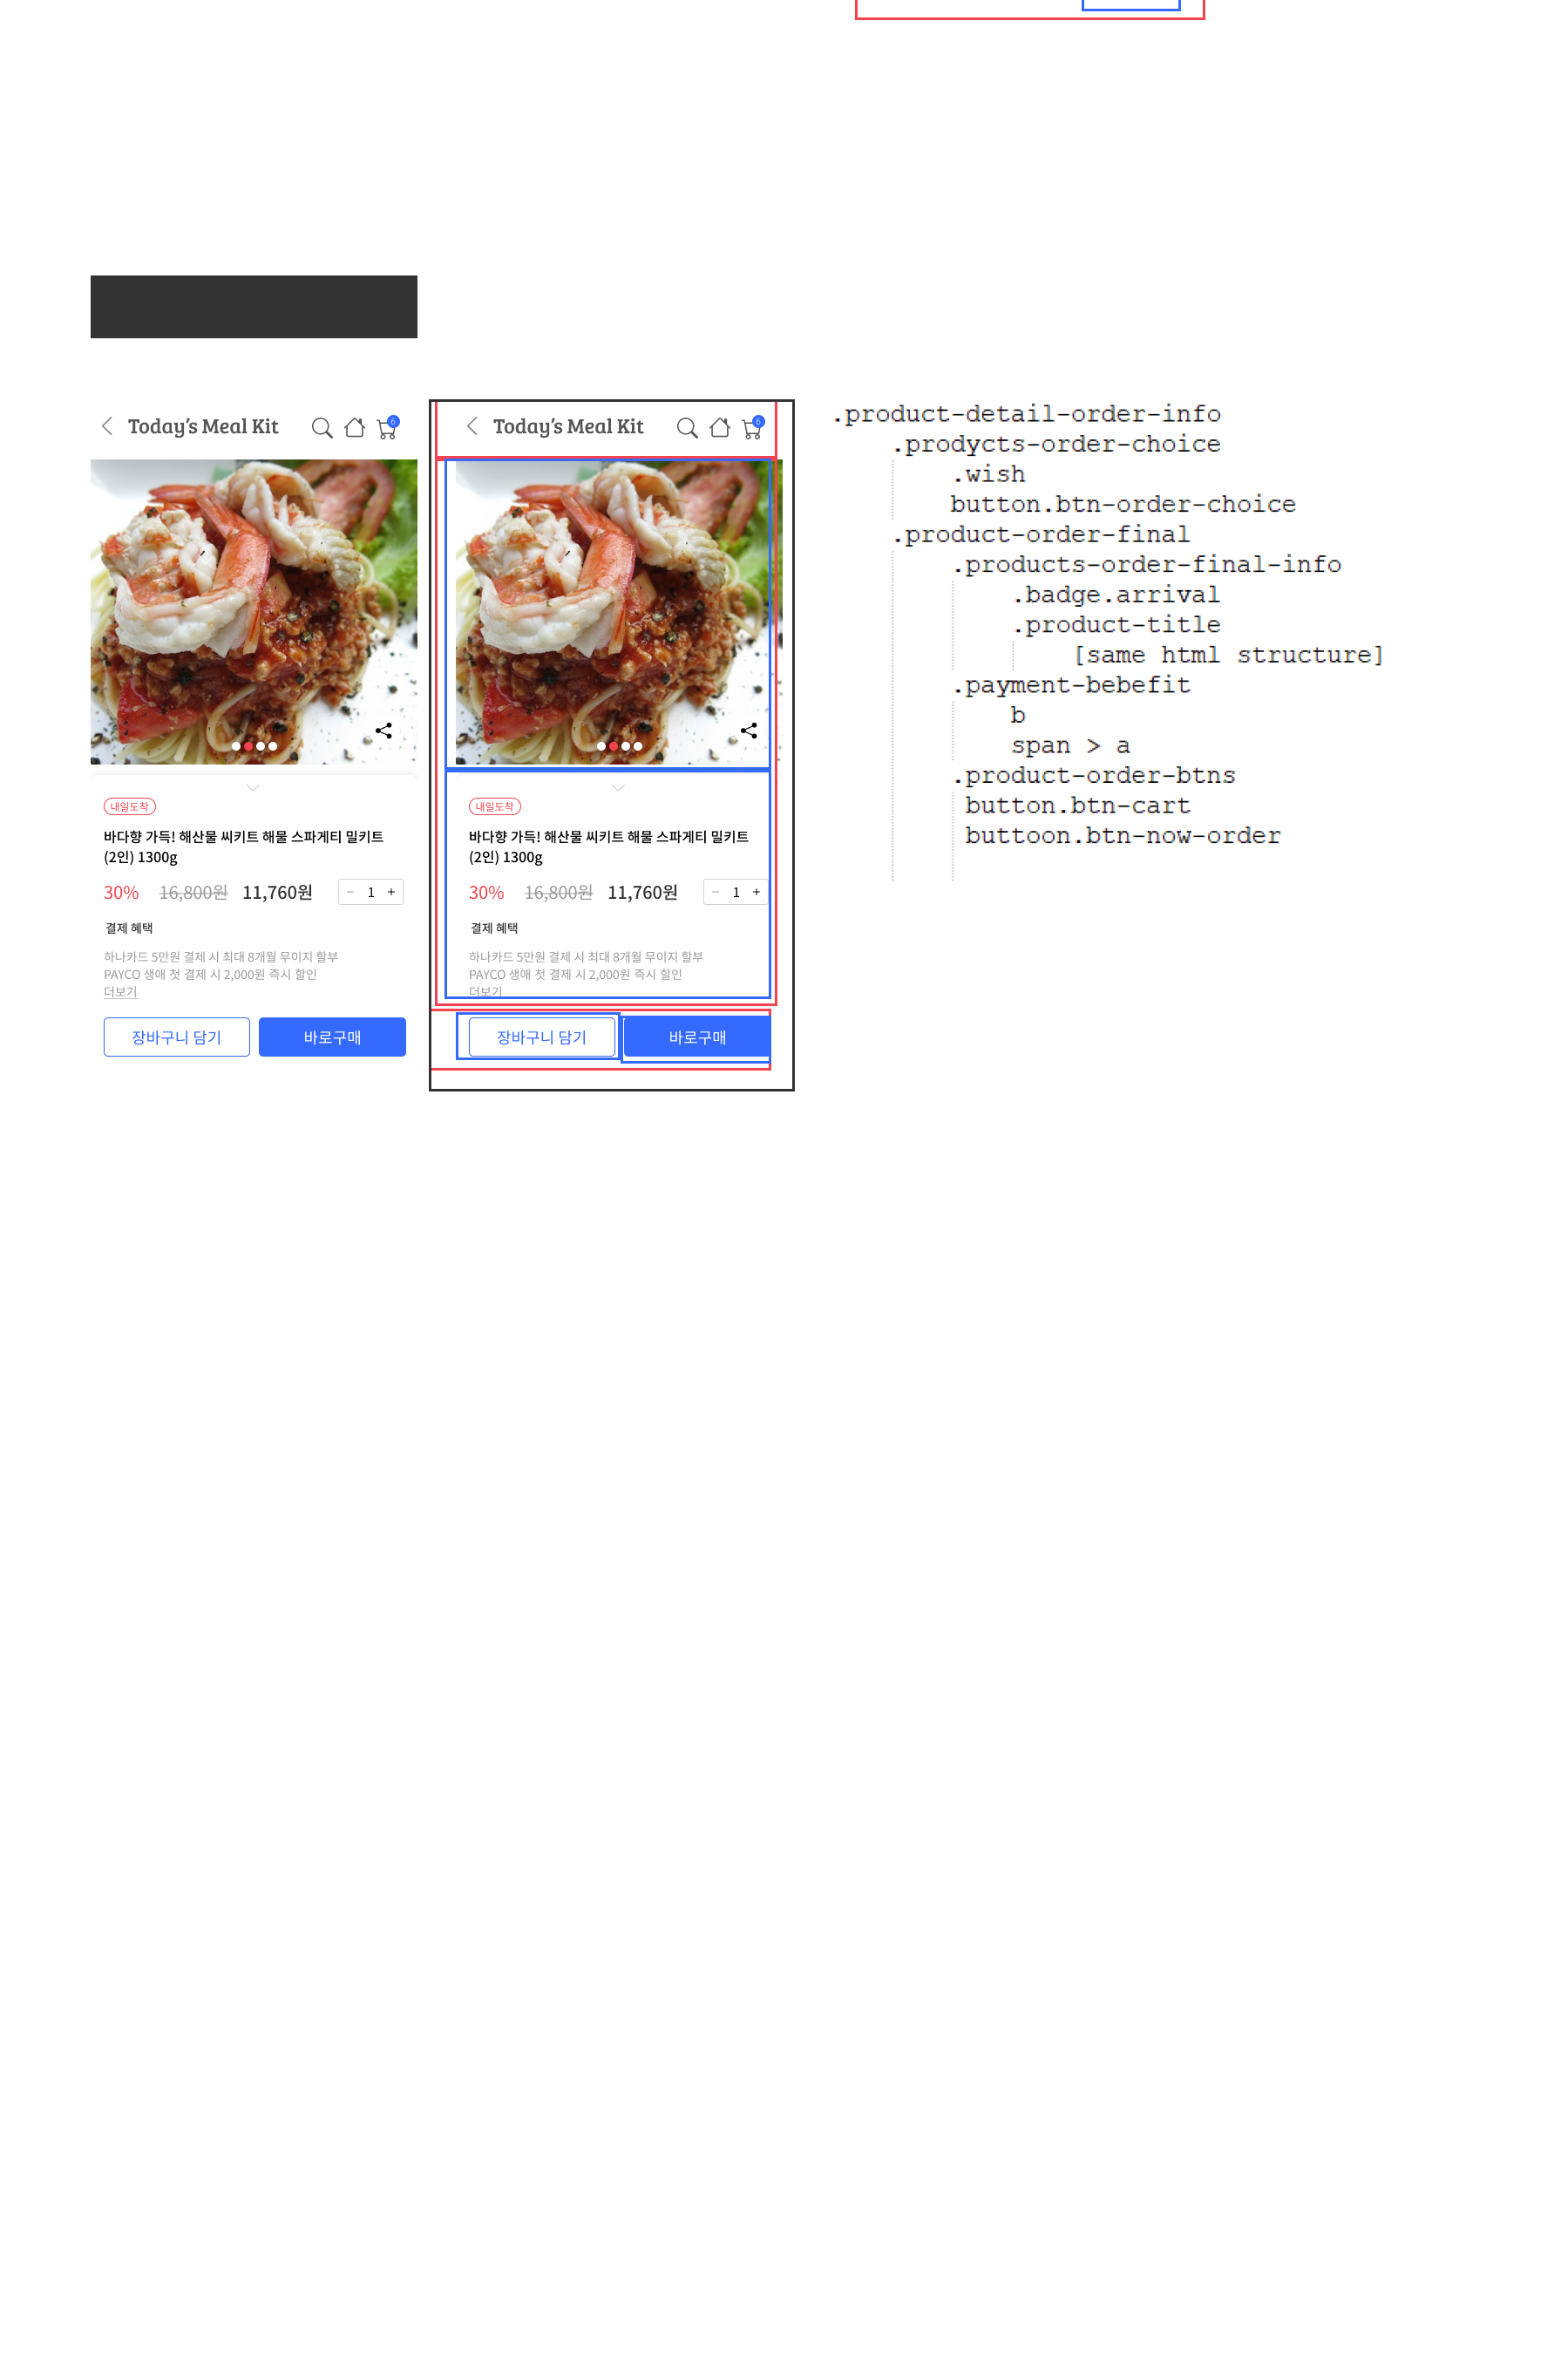 Today's Meal Kit
6
내일도착
바다향 가득! 해산물 씨키트 해물 스파게티 밀키트
(2인) 1300g
30% 16,800원 11,760원 − 1 +
결제 혜택
하나카드 5만원 결제 시 최대 8개월 무이지 할부
PAYCO 생애 첫 결제 시 2,000원 즉시 할인
더보기
장바구니 담기 바로구매
Today's Meal Kit
6
내일도착
바다향 가득! 해산물 씨키트 해물 스파게티 밀키트
(2인) 1300g
30% 16,800원 11,760원 − 1 +
결제 혜택
하나카드 5만원 결제 시 최대 8개월 무이지 할부
PAYCO 생애 첫 결제 시 2,000원 즉시 할인
더보기
장바구니 담기 바로구매
.product-detail-order-info
.prodycts-order-choice
.wish
button.btn-order-choice
.product-order-final
.products-order-final-info
.badge.arrival
.product-title
[same html structure]
.payment-bebefit
b
span > a
.product-order-btns
button.btn-cart
buttoon.btn-now-order